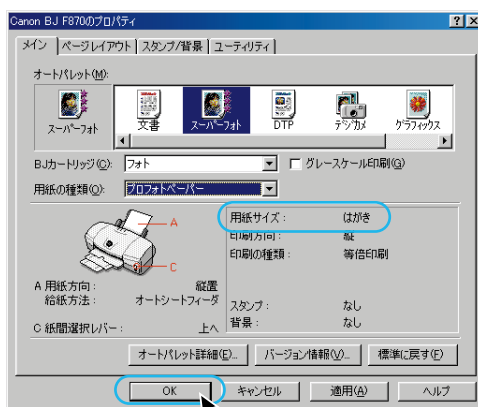 Canon BJ F870のプロパティ
メイン ページレイアウト スタンプ/背景 ユーティリティ
オートパレット(M):
スーパーフォト 文書 スーパーフォト DTP デジカメ グラフィックス
BJカートリッジ(C): フォト グレースケール印刷(G)
用紙の種類(O): プロフォトペーパー
A
C
用紙サイズ: はがき
印刷方向: 縦
印刷の種類: 等倍印刷
A 用紙方向: 縦置
給紙方法: オートシートフィーダ
スタンプ: なし
背景: なし
C 紙間選択レバー: 上へ
オートパレット詳細(E)... バージョン情報(V)... 標準に戻す(F)
OK キャンセル 適用(A) ヘルプ